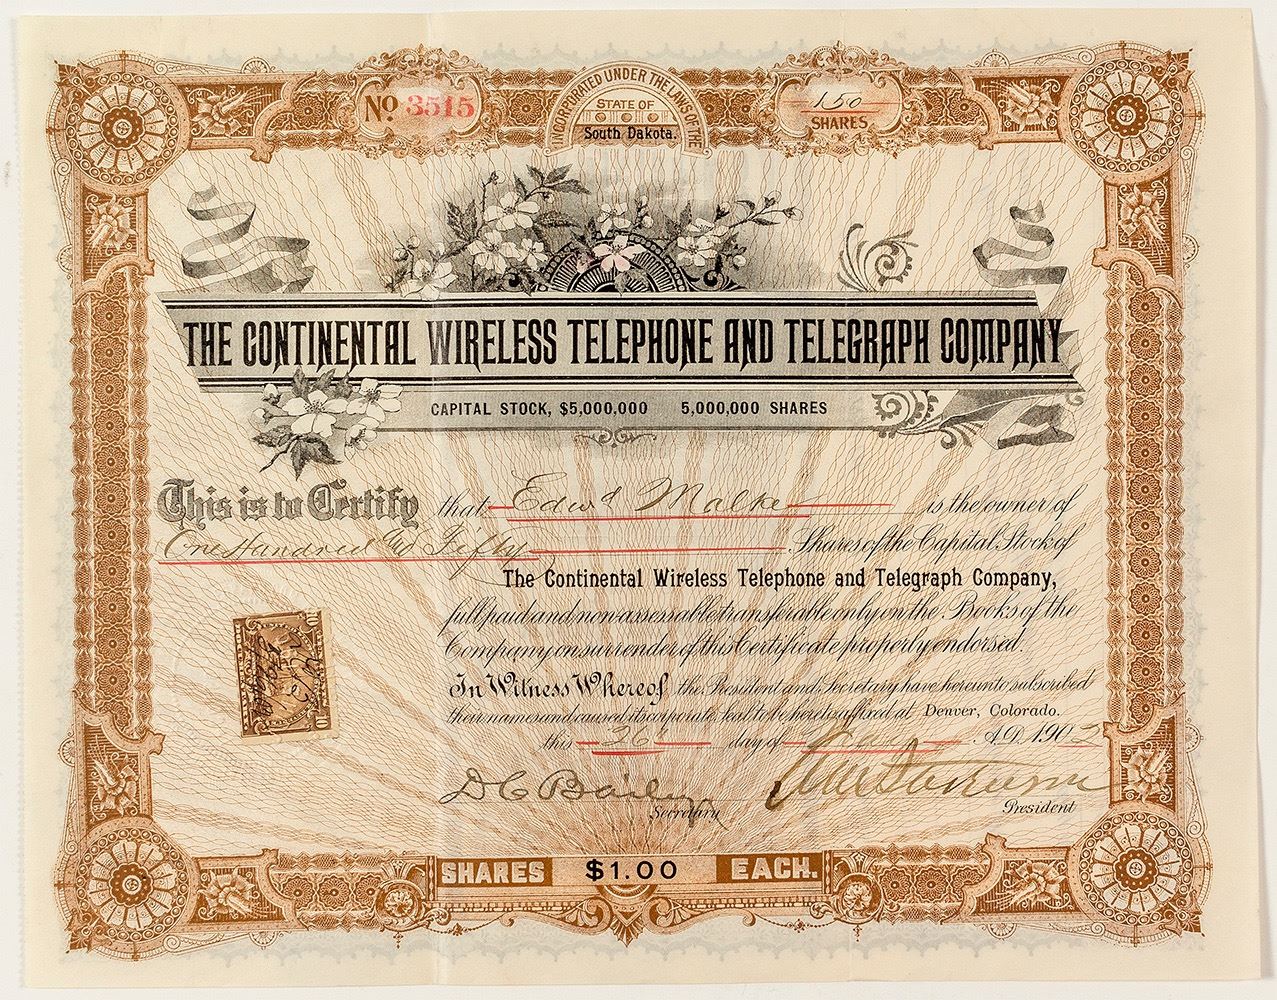 No 3515
INCORPORATED UNDER THE LAWS OF THE
STATE OF
South Dakota.
150
SHARES
THE CONTINENTAL WIRELESS TELEPHONE AND TELEGRAPH COMPANY
CAPITAL STOCK, $5,000,000 5,000,000 SHARES
This is to Certify that Edwd Malke is the owner of
One Hundred Fifty Shares of the Capital Stock of
The Continental Wireless Telephone and Telegraph Company,
full paid and non-assessable transferable only on the Books of the
Company on surrender of this Certificate properly endorsed.
In Witness Whereof the President and Secretary have hereunto subscribed
their names and caused its corporate seal to be hereto affixed at Denver, Colorado.
this 26 day of A.D. 190
D C Bailey
Secretary
President
10 10
SHARES $1.00 EACH.